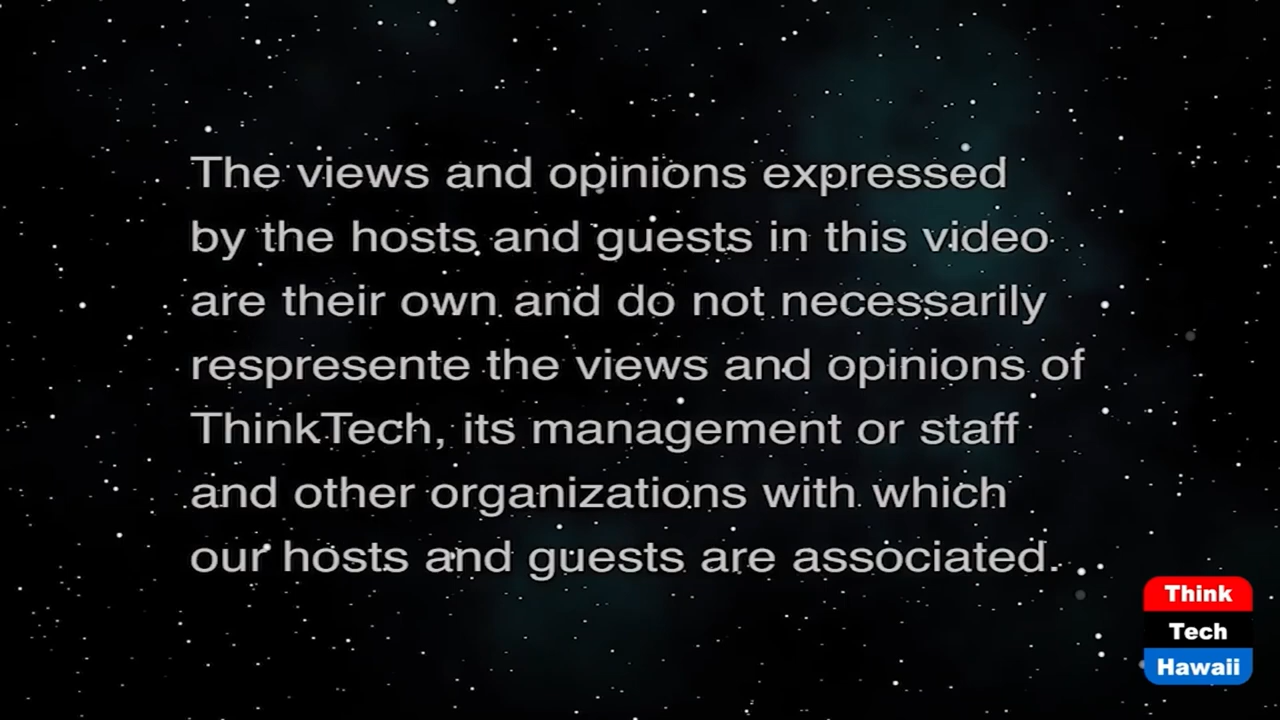 The views and opinions expressed
by the hosts and guests in this video
are their own and do not necessarily
respresente the views and opinions of
ThinkTech, its management or staff
and other organizations with which
our hosts and guests are associated.
Think
Tech
Hawaii